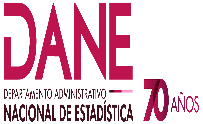 DANE
DEPARTAMENTO ADMINISTRATIVO
NACIONAL DE ESTADÍSTICA
70 AÑOS